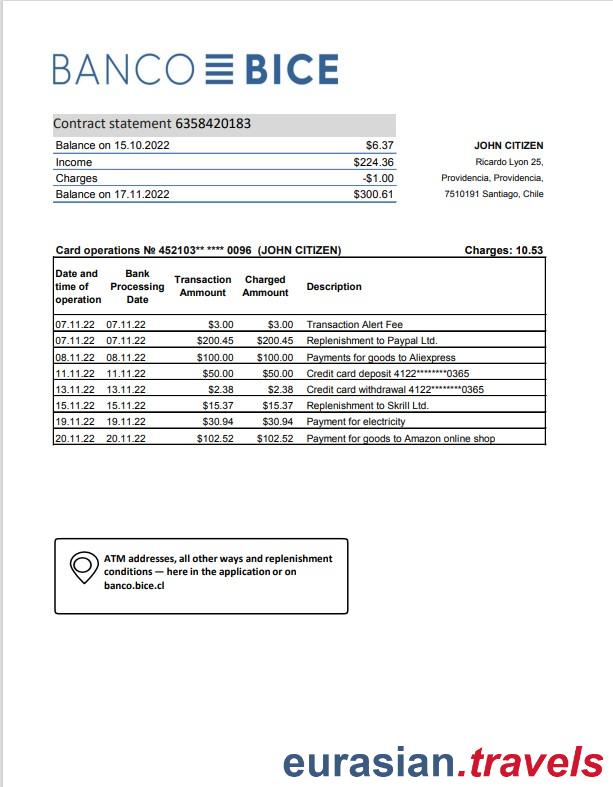 BANCO BICE
Contract statement 6358420183
Balance on 15.10.2022 $6.37
Income $224.36
Charges -$1.00
Balance on 17.11.2022 $300.61
JOHN CITIZEN
Ricardo Lyon 25,
Providencia, Providencia,
7510191 Santiago, Chile
Card operations № 452103** **** 0096 (JOHN CITIZEN) Charges: 10.53
Date and time of operation Bank Processing Date Transaction Amount Charged Amount Description
07.11.22 07.11.22 $3.00 $3.00 Transaction Alert Fee
07.11.22 07.11.22 $200.45 $200.45 Replenishment to Paypal Ltd.
08.11.22 08.11.22 $100.00 $100.00 Payments for goods to Aliexpress
11.11.22 11.11.22 $50.00 $50.00 Credit card deposit 4122********0365
13.11.22 13.11.22 $2.38 $2.38 Credit card withdrawal 4122********0365
15.11.22 15.11.22 $15.37 $15.37 Replenishment to Skrill Ltd.
19.11.22 19.11.22 $30.94 $30.94 Payment for electricity
20.11.22 20.11.22 $102.52 $102.52 Payment for goods to Amazon online shop
ATM addresses, all other ways and replenishment
conditions — here in the application or on
banco.bice.cl
eurasian.travels